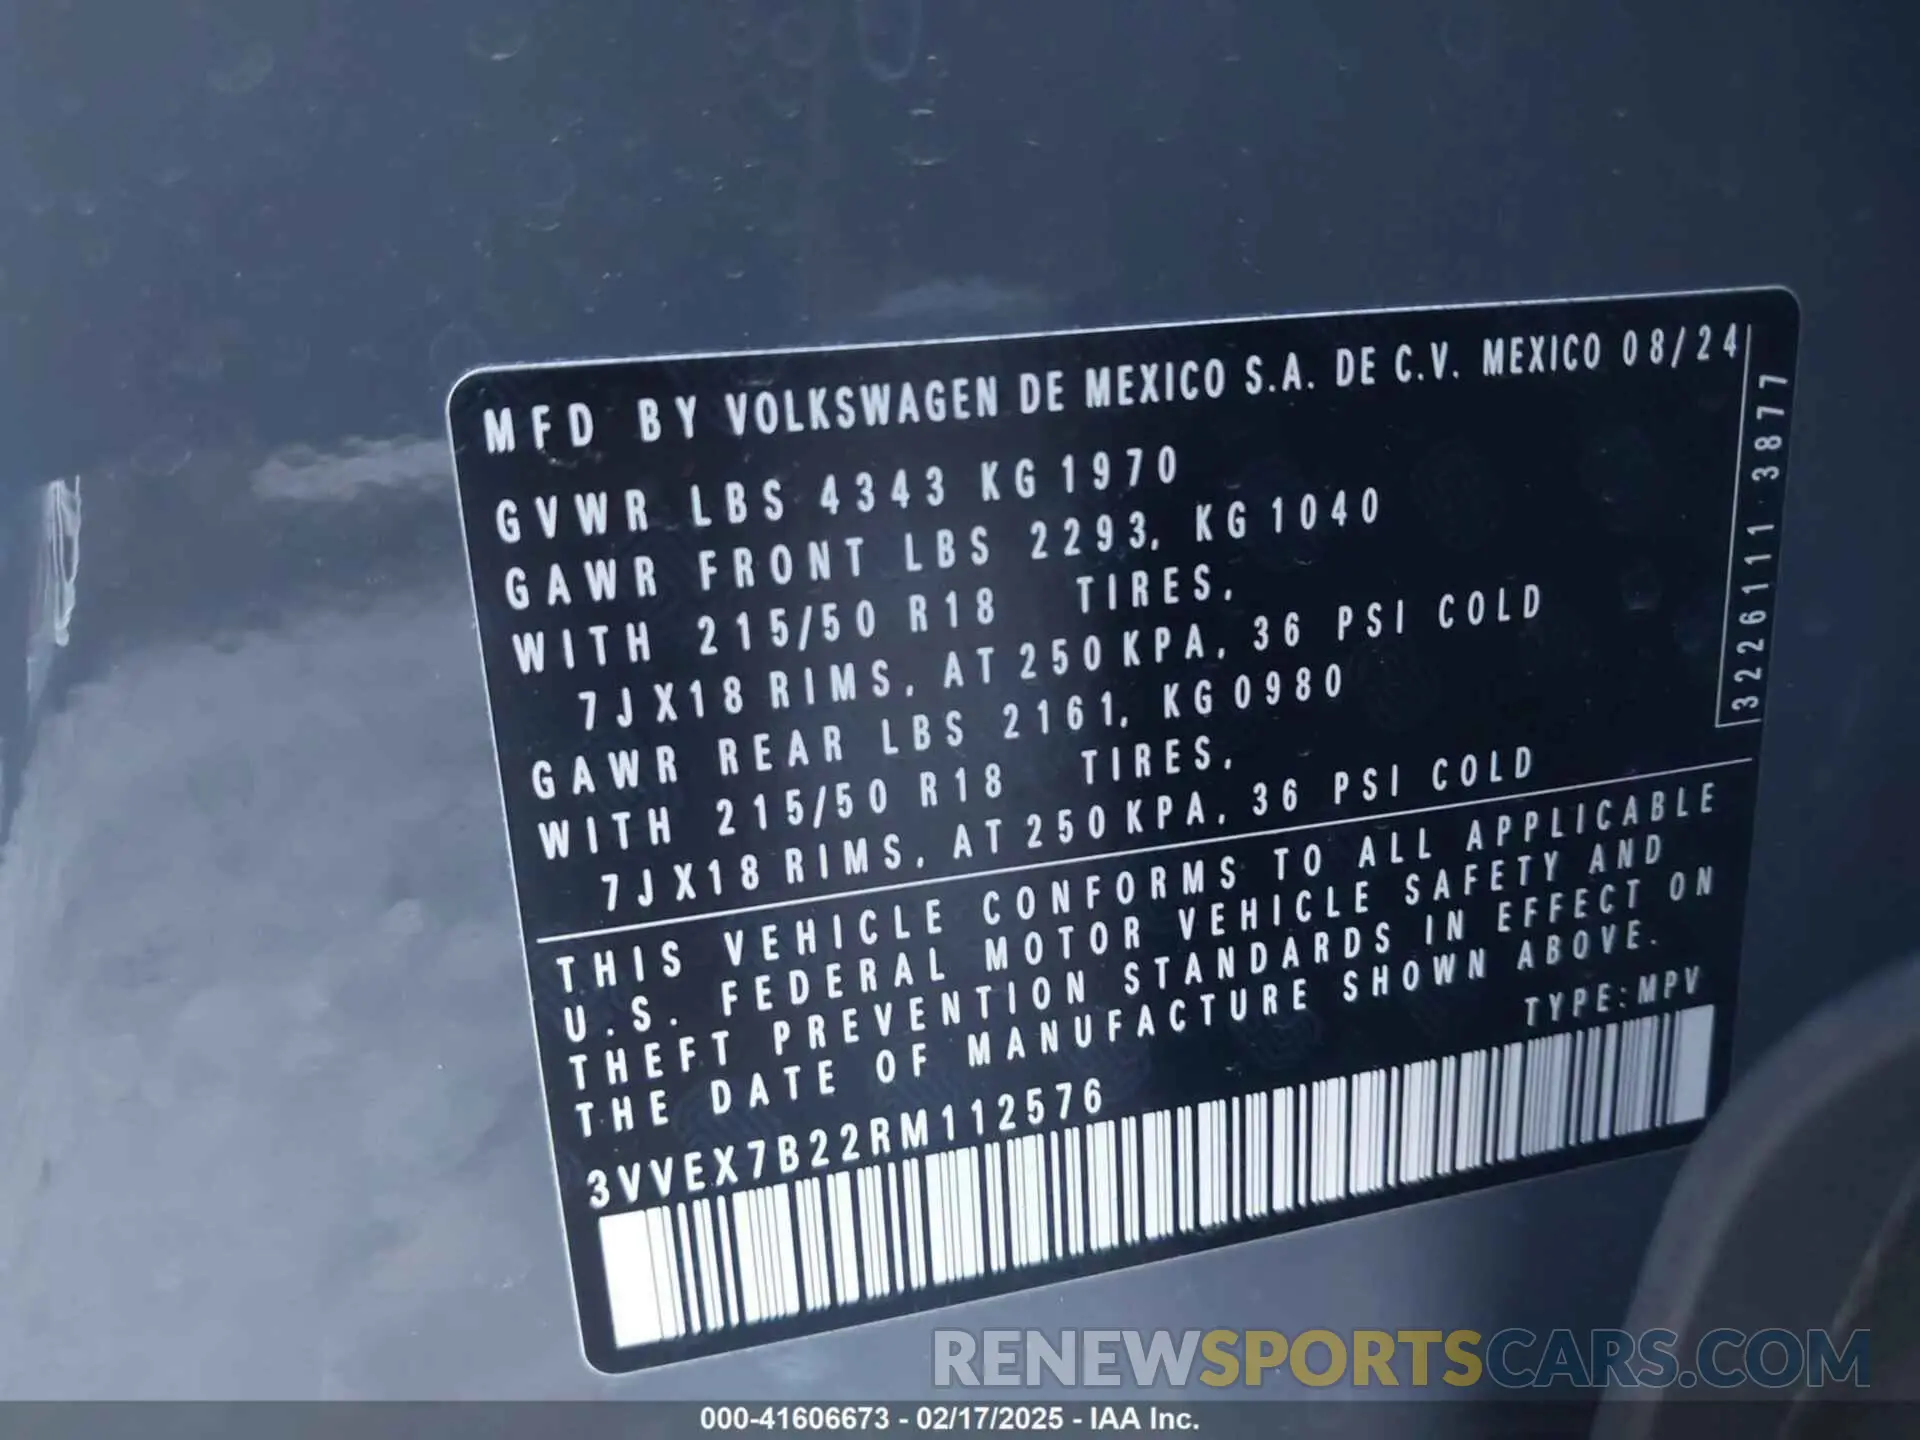 MFD BY VOLKSWAGEN DE MEXICO S.A. DE C.V. MEXICO 08/24
GVWR LBS 4343 KG 1970
GAWR FRONT LBS 2293, KG 1040
WITH 215/50 R18 TIRES,
7JX18 RIMS, AT 250KPA, 36 PSI COLD
GAWR REAR LBS 2161, KG 0980
WITH 215/50 R18 TIRES,
7JX18 RIMS, AT 250KPA, 36 PSI COLD
3226111 3877
THIS VEHICLE CONFORMS TO ALL APPLICABLE
U.S. FEDERAL MOTOR VEHICLE SAFETY AND
THEFT PREVENTION STANDARDS IN EFFECT ON
THE DATE OF MANUFACTURE SHOWN ABOVE.
TYPE:MPV
3VVEX7B22RM112576
RENEWSPORTSCARS.COM
000-41606673 - 02/17/2025 - IAA Inc.